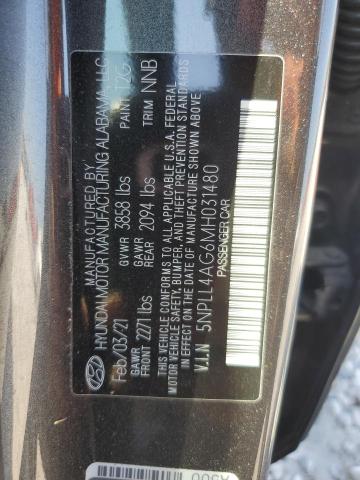 MANUFACTURED BY
HYUNDAI MOTOR MANUFACTURING ALABAMA, LLC
Feb/03/21 GVWR 3858 lbs PAINT TZG
GAWR FRONT 2271 lbs GAWR REAR 2094 lbs TRIM NNB
THIS VEHICLE CONFORMS TO ALL APPLICABLE U.S.A. FEDERAL
MOTOR VEHICLE SAFETY, BUMPER, AND THEFT PREVENTION STANDARDS
IN EFFECT ON THE DATE OF MANUFACTURE SHOWN ABOVE.
V.I.N 5NPLL4AG6MH031480
PASSENGER CAR